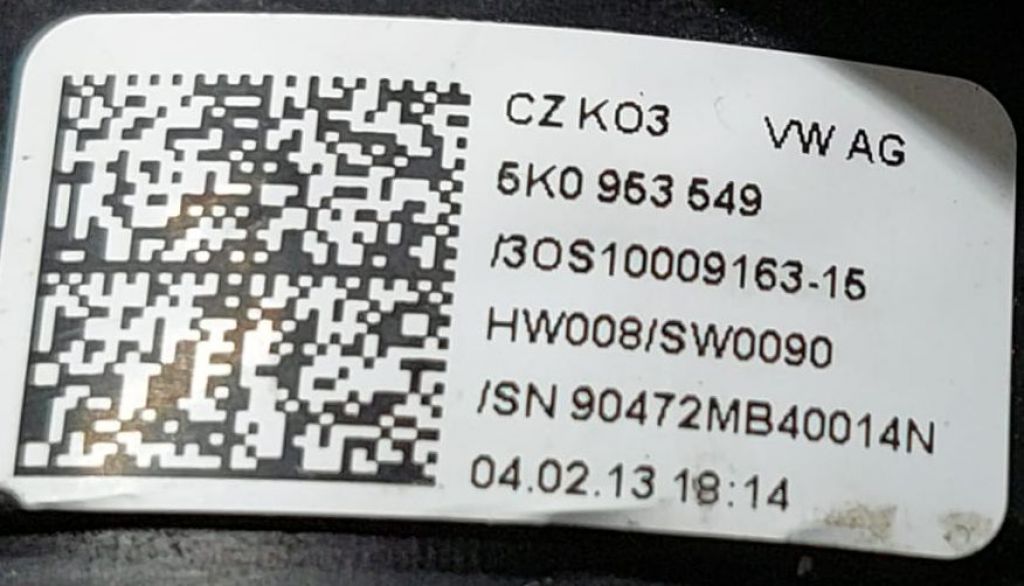 CZ KO3 VW AG
5K0 953 549
/3OS10009163-15
HW008/SW0090
/SN 90472MB40014N
04.02.13 18:14